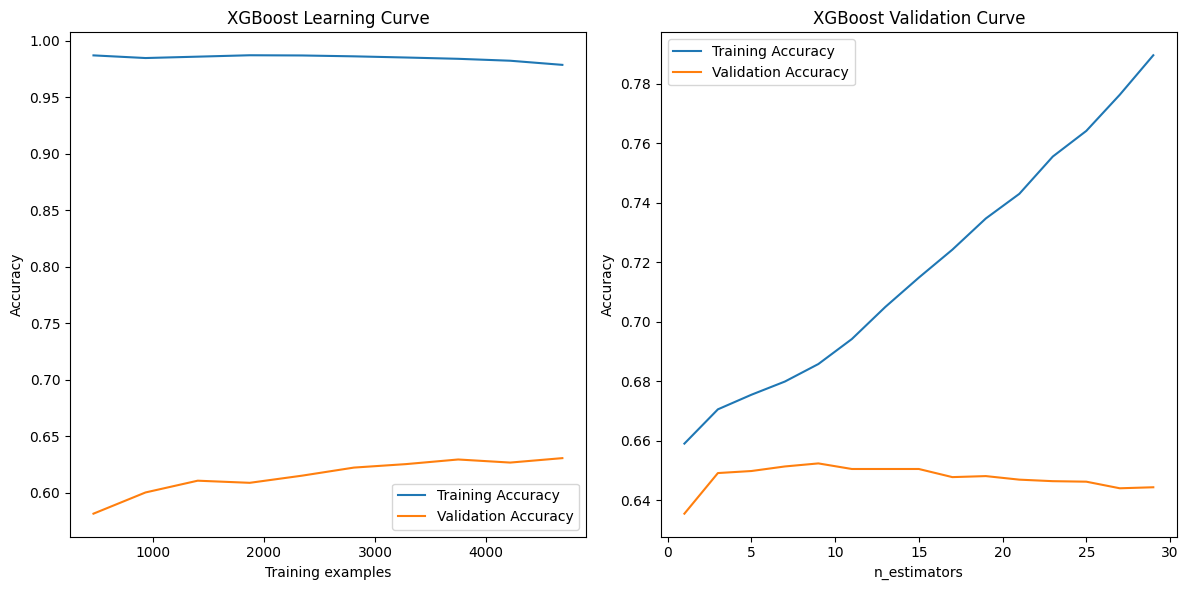 XGBoost Learning Curve
1.00
0.95
0.90
0.85
0.80
0.75
0.70
0.65
0.60
Accuracy
1000
2000
3000
4000
Training examples
Training Accuracy
Validation Accuracy
XGBoost Validation Curve
Training Accuracy
Validation Accuracy
0.78
0.76
0.74
0.72
0.70
0.68
0.66
0.64
Accuracy
0
5
10
15
20
25
30
n_estimators